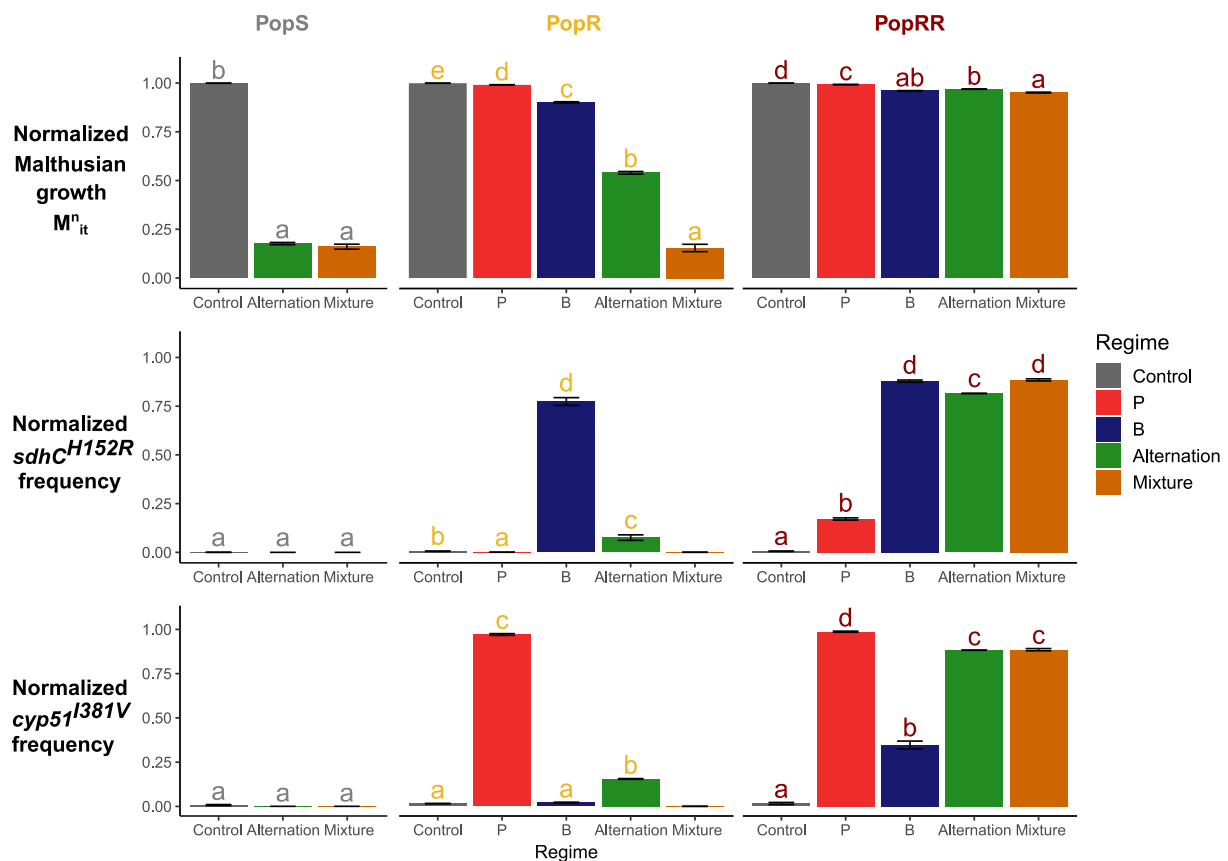 PopS PopR PopRR
Normalized
Malthusian
growth
Mⁿit
1.00
0.75
0.50
0.25
0.00
b a a
e d c b a
d c ab b a
Control Alternation Mixture
Control P B Alternation Mixture
Control P B Alternation Mixture
Normalized
sdhC^H152R
frequency
1.00
0.75
0.50
0.25
0.00
a a a
b a d c
a b d c d
Control Alternation Mixture
Control P B Alternation Mixture
Control P B Alternation Mixture
Normalized
cyp51^I381V
frequency
1.00
0.75
0.50
0.25
0.00
a a a
a c a b
a d b c c
Control Alternation Mixture
Control P B Alternation Mixture
Control P B Alternation Mixture
Regime
Regime
Control
P
B
Alternation
Mixture